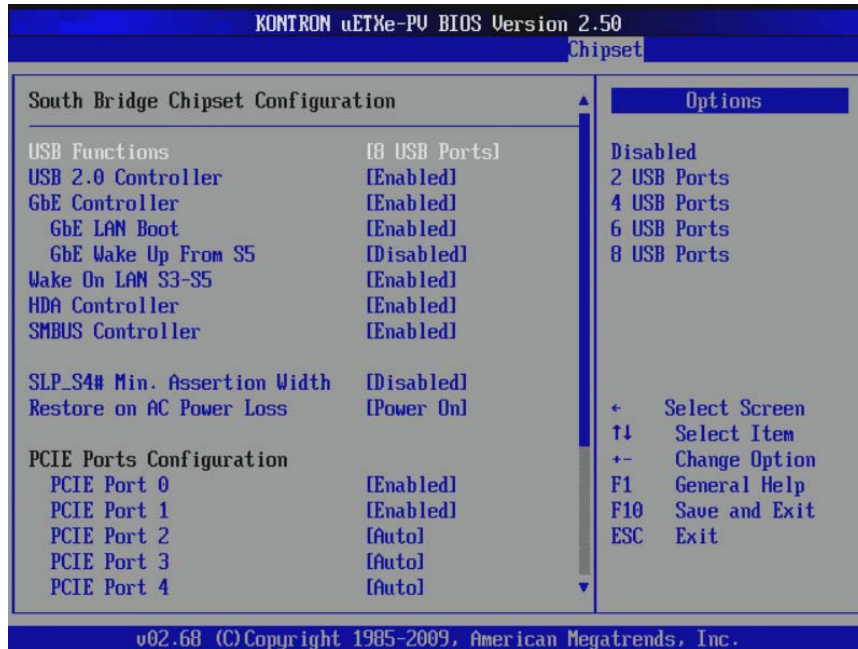 KONTRON uETXe-PV BIOS Version 2.50
Chipset
South Bridge Chipset Configuration
USB Functions [8 USB Ports]
USB 2.0 Controller [Enabled]
GbE Controller [Enabled]
GbE LAN Boot [Enabled]
GbE Wake Up From S5 [Disabled]
Wake On LAN S3-S5 [Enabled]
HDA Controller [Enabled]
SMBUS Controller [Enabled]
SLP_S4# Min. Assertion Width [Disabled]
Restore on AC Power Loss [Power On]
PCIE Ports Configuration
PCIE Port 0 [Enabled]
PCIE Port 1 [Enabled]
PCIE Port 2 [Auto]
PCIE Port 3 [Auto]
PCIE Port 4 [Auto]
Options
Disabled
2 USB Ports
4 USB Ports
6 USB Ports
8 USB Ports
← Select Screen
↑↓ Select Item
+- Change Option
F1 General Help
F10 Save and Exit
ESC Exit
v02.68 (C)Copyright 1985-2009, American Megatrends, Inc.